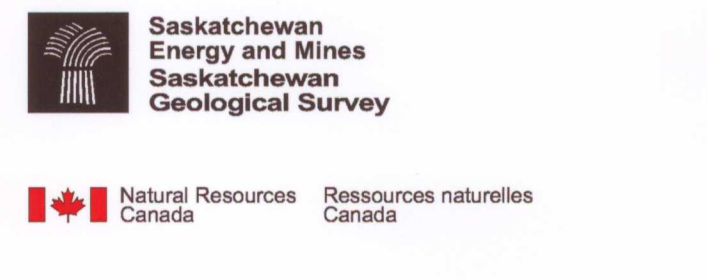 Saskatchewan
Energy and Mines
Saskatchewan
Geological Survey
Natural Resources Ressources naturelles
Canada Canada